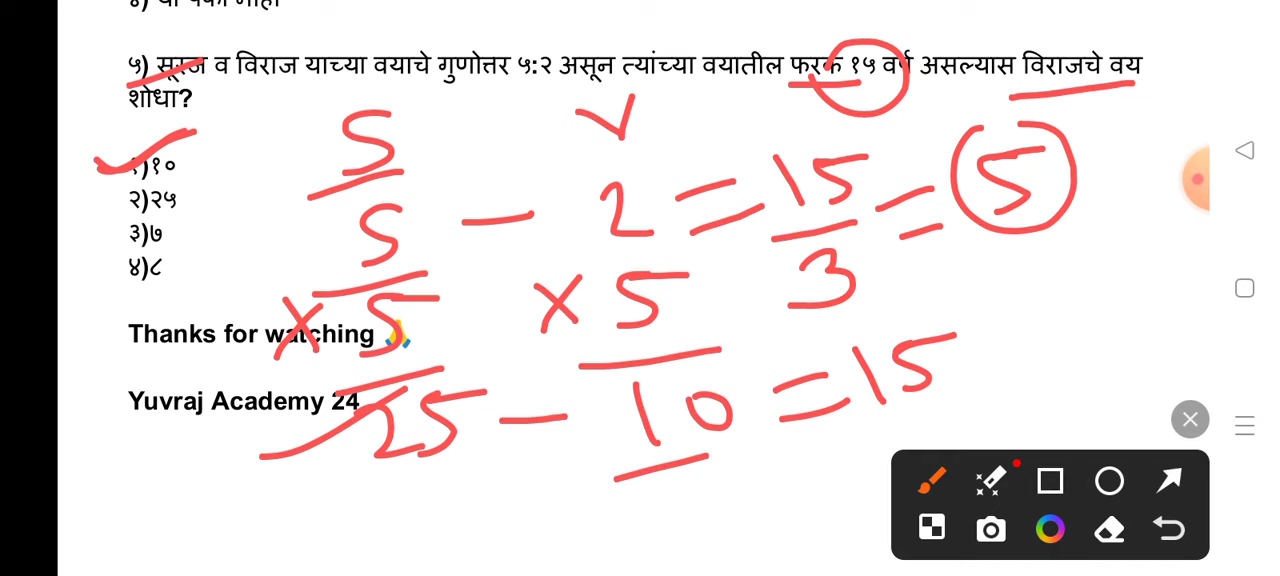 ५) सूरज व विराज याच्या वयाचे गुणोत्तर ५:२ असून त्यांच्या वयातील फरक १५ वर्ष असल्यास विराजचे वय
शोधा?
S
१)१०
5 - 2 = 15/3 = 5
२)२५
३)७
× 5 × 5
४)८
Thanks for watching 🙏
25 - 10 = 15
Yuvraj Academy 24